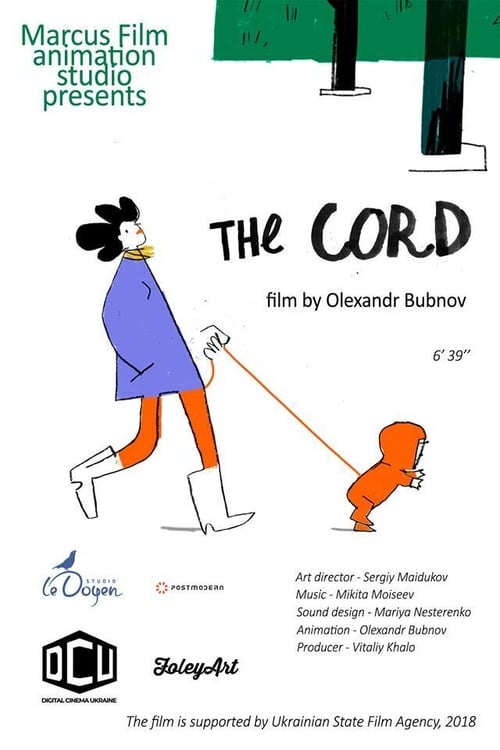 Marcus Film
animation
studio
presents
THe CORD
film by Olexandr Bubnov
6' 39''
STUDIO
Le Doyen
POSTMODERN
DCU
DIGITAL CINEMA UKRAINE
FoleyArt
Art director - Sergiy Maidukov
Music - Mikita Moiseev
Sound design - Mariya Nesterenko
Animation - Olexandr Bubnov
Producer - Vitaliy Khalo
The film is supported by Ukrainian State Film Agency, 2018